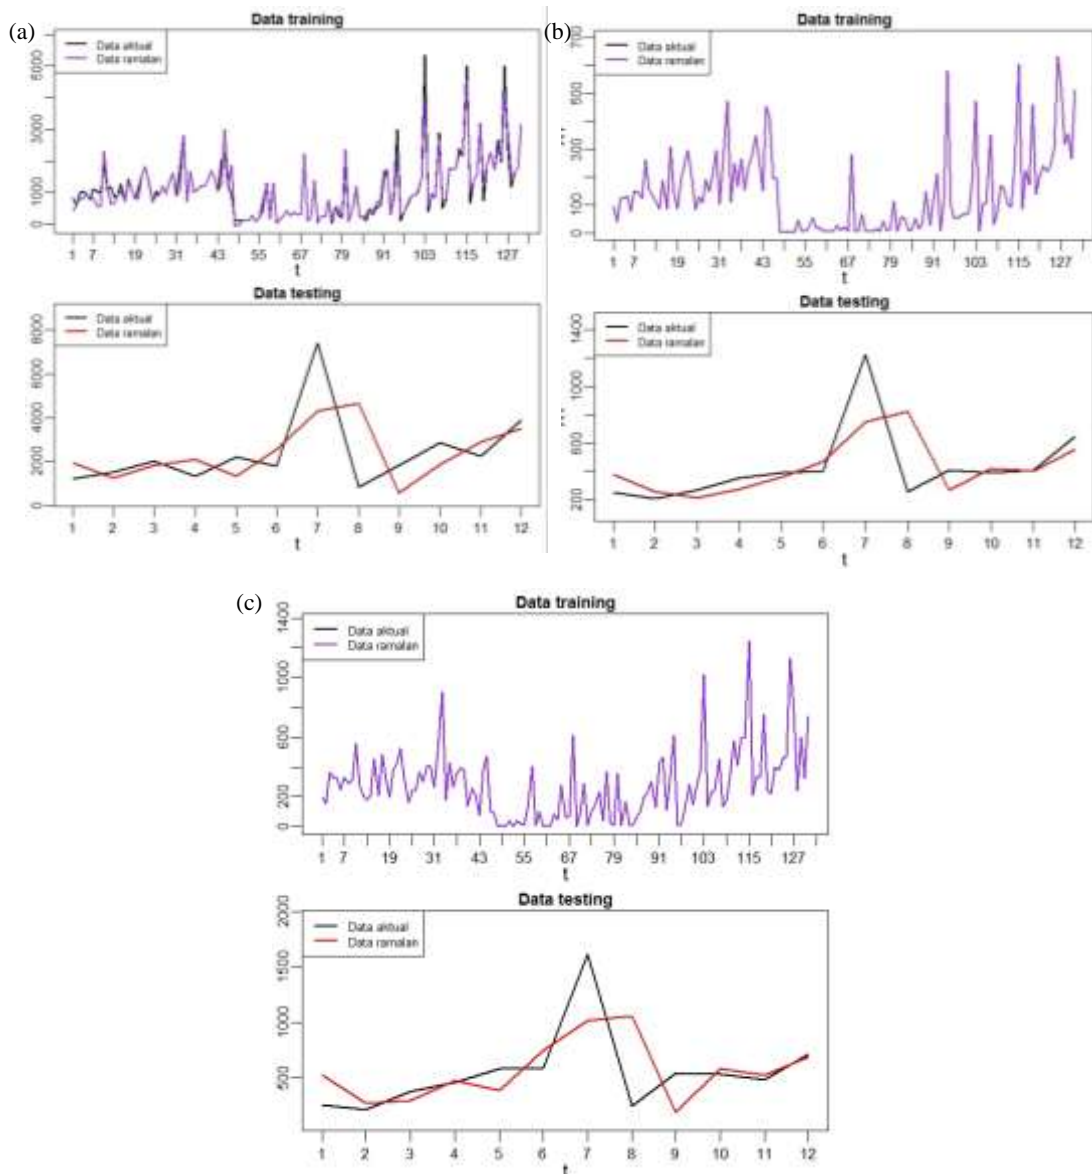 (a)
Data training
Data aktual
Data ramalan
6000
3000
1000
0
1 7 19 31 43 55 67 79 91 103 115 127
t
Data testing
Data aktual
Data ramalan
8000
6000
4000
2000
0
1 2 3 4 5 6 7 8 9 10 11 12
t
(b)
Data training
Data aktual
Data ramalan
700
500
300
100
0
1 7 19 31 43 55 67 79 91 103 115 127
t
Data testing
Data aktual
Data ramalan
1400
1000
600
200
1 2 3 4 5 6 7 8 9 10 11 12
t
(c)
Data training
Data aktual
Data ramalan
1400
1000
600
200
0
1 7 19 31 43 55 67 79 91 103 115 127
t
Data testing
Data aktual
Data ramalan
2000
1500
1000
500
1 2 3 4 5 6 7 8 9 10 11 12
t